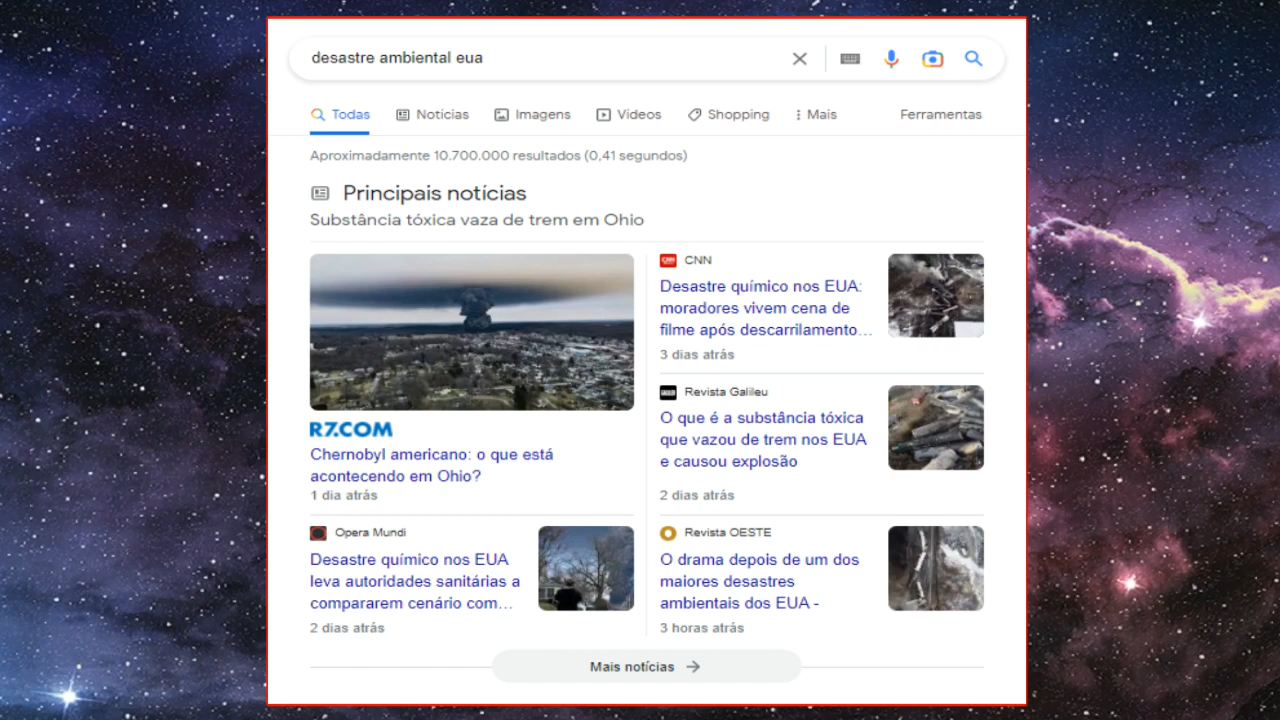 desastre ambiental eua
Todas Notícias Imagens Vídeos Shopping Mais Ferramentas
Aproximadamente 10.700.000 resultados (0,41 segundos)
Principais notícias
Substância tóxica vaza de trem em Ohio
R7.COM
Chernobyl americano: o que está
acontecendo em Ohio?
1 dia atrás
CNN
Desastre químico nos EUA:
moradores vivem cena de
filme após descarrilamento...
3 dias atrás
Revista Galileu
O que é a substância tóxica
que vazou de trem nos EUA
e causou explosão
2 dias atrás
Opera Mundi
Desastre químico nos EUA
leva autoridades sanitárias a
compararem cenário com...
2 dias atrás
Revista OESTE
O drama depois de um dos
maiores desastres
ambientais dos EUA -
3 horas atrás
Mais notícias